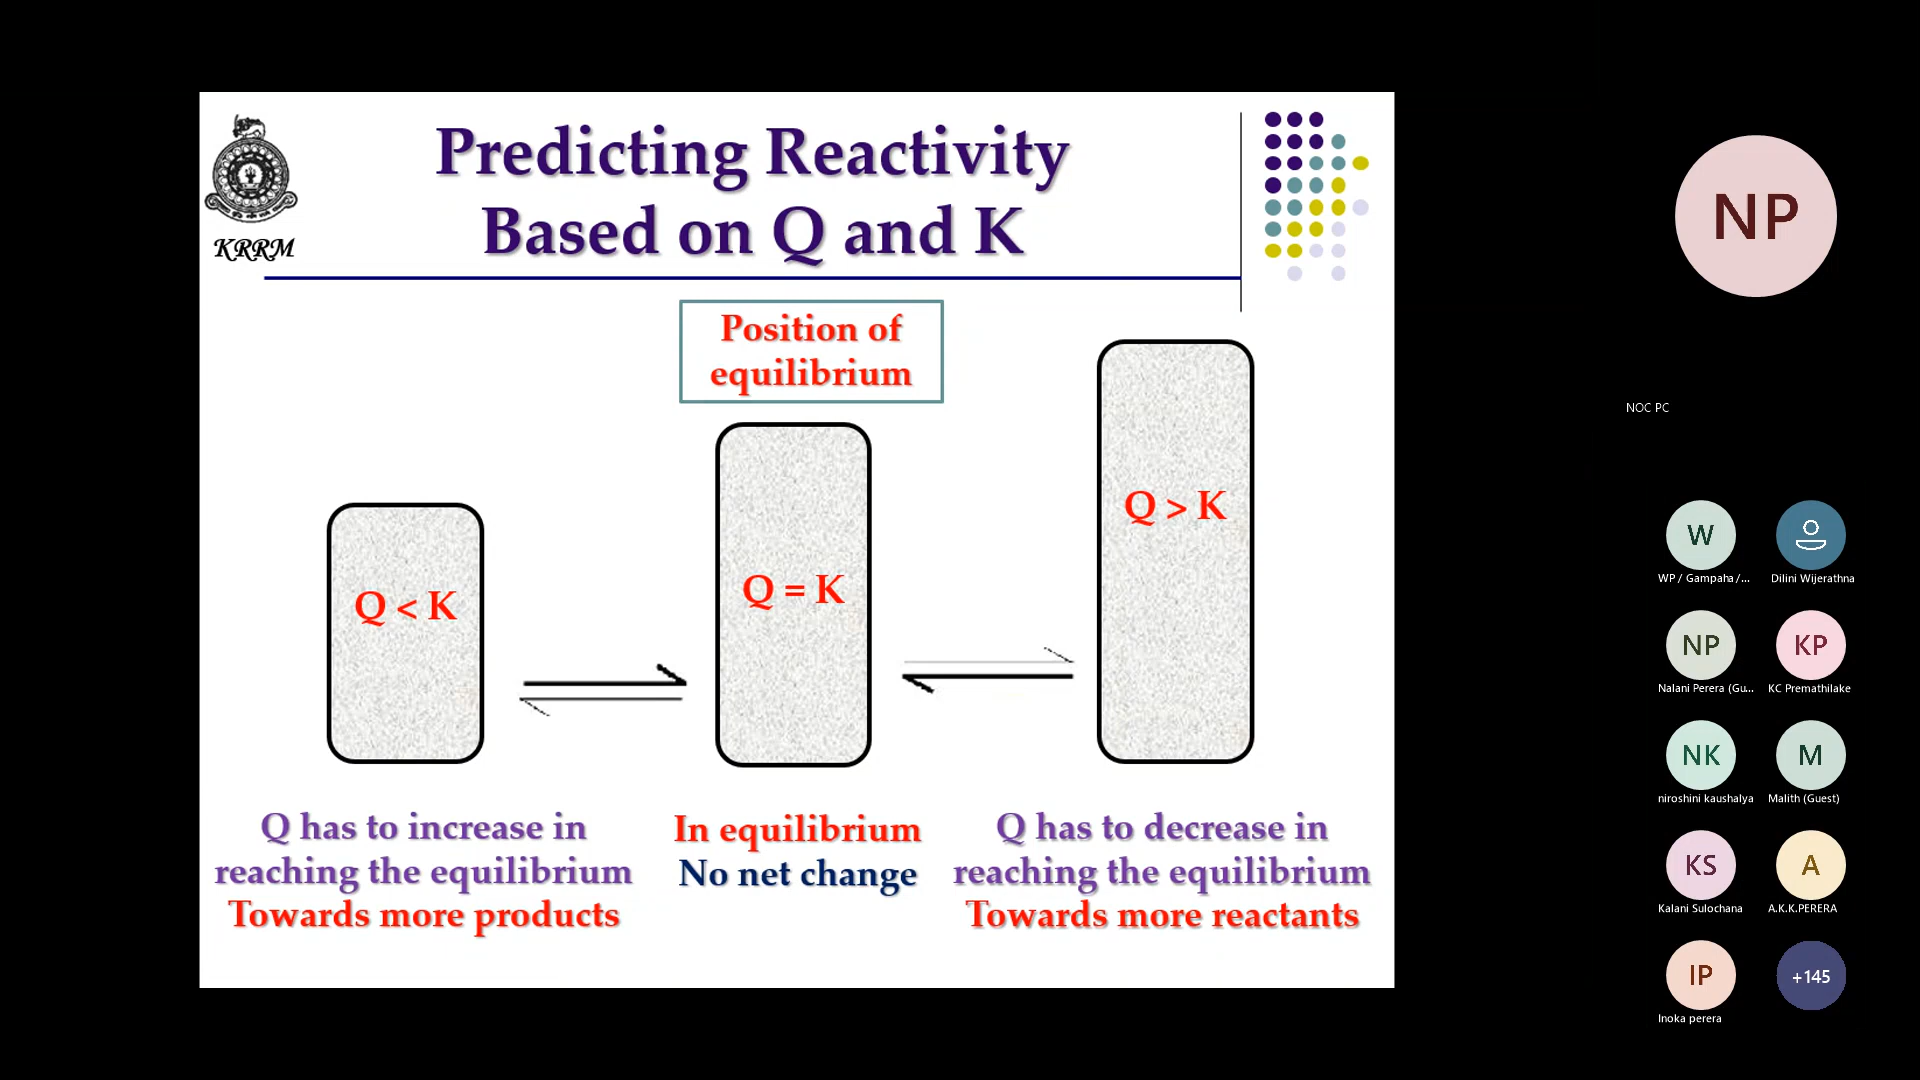 Predicting Reactivity
Based on Q and K
KRRM
Position of
equilibrium
Q < K
Q = K
Q > K
Q has to increase in
reaching the equilibrium
Towards more products
In equilibrium
No net change
Q has to decrease in
reaching the equilibrium
Towards more reactants
NP
NOC PC
W
WP / Gampaha /...
Dilini Wijerathna
NP
Nalani Perera (Gu...
KP
KC Premathilake
NK
niroshini kaushalya
M
Malith (Guest)
KS
Kalani Sulochana
A
A.K.K.PERERA
IP
Inoka perera
+145